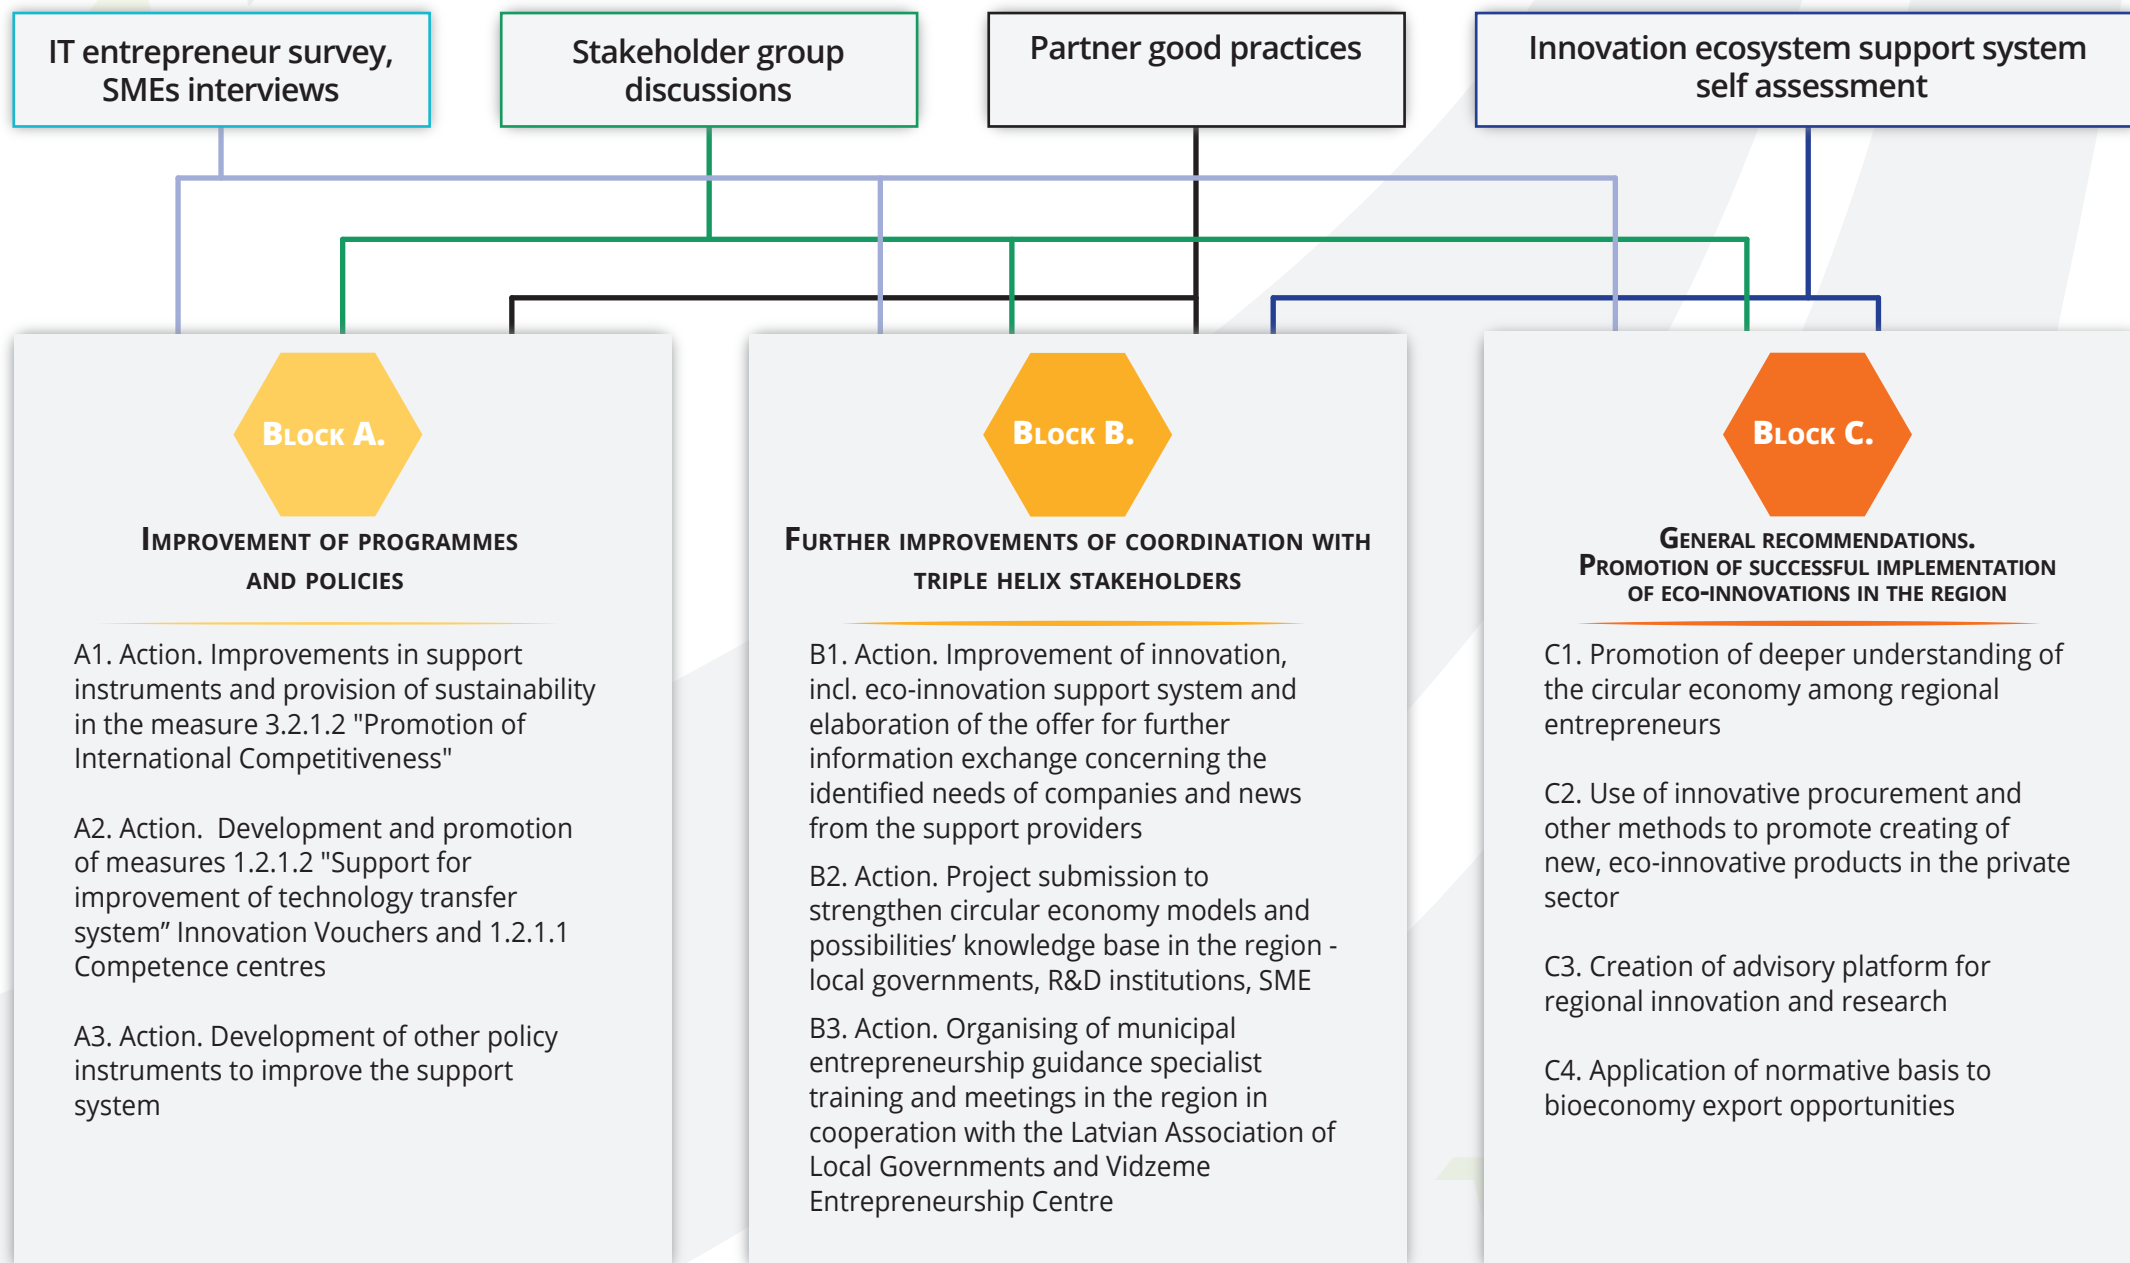 IT entrepreneur survey,
SMEs interviews
Stakeholder group
discussions
Partner good practices
Innovation ecosystem support system
self assessment
Block A.
Improvement of programmes
and policies
A1. Action. Improvements in support
instruments and provision of sustainability
in the measure 3.2.1.2 "Promotion of
International Competitiveness"
A2. Action.  Development and promotion
of measures 1.2.1.2 "Support for
improvement of technology transfer
system” Innovation Vouchers and 1.2.1.1
Competence centres
A3. Action. Development of other policy
instruments to improve the support
system
Block B.
Further improvements of coordination with
triple helix stakeholders
B1. Action. Improvement of innovation,
incl. eco-innovation support system and
elaboration of the offer for further
information exchange concerning the
identified needs of companies and news
from the support providers
B2. Action. Project submission to
strengthen circular economy models and
possibilities’ knowledge base in the region -
local governments, R&D institutions, SME
B3. Action. Organising of municipal
entrepreneurship guidance specialist
training and meetings in the region in
cooperation with the Latvian Association of
Local Governments and Vidzeme
Entrepreneurship Centre
Block C.
General recommendations.
Promotion of successful implementation
of eco-innovations in the region
C1. Promotion of deeper understanding of
the circular economy among regional
entrepreneurs
C2. Use of innovative procurement and
other methods to promote creating of
new, eco-innovative products in the private
sector
C3. Creation of advisory platform for
regional innovation and research
C4. Application of normative basis to
bioeconomy export opportunities